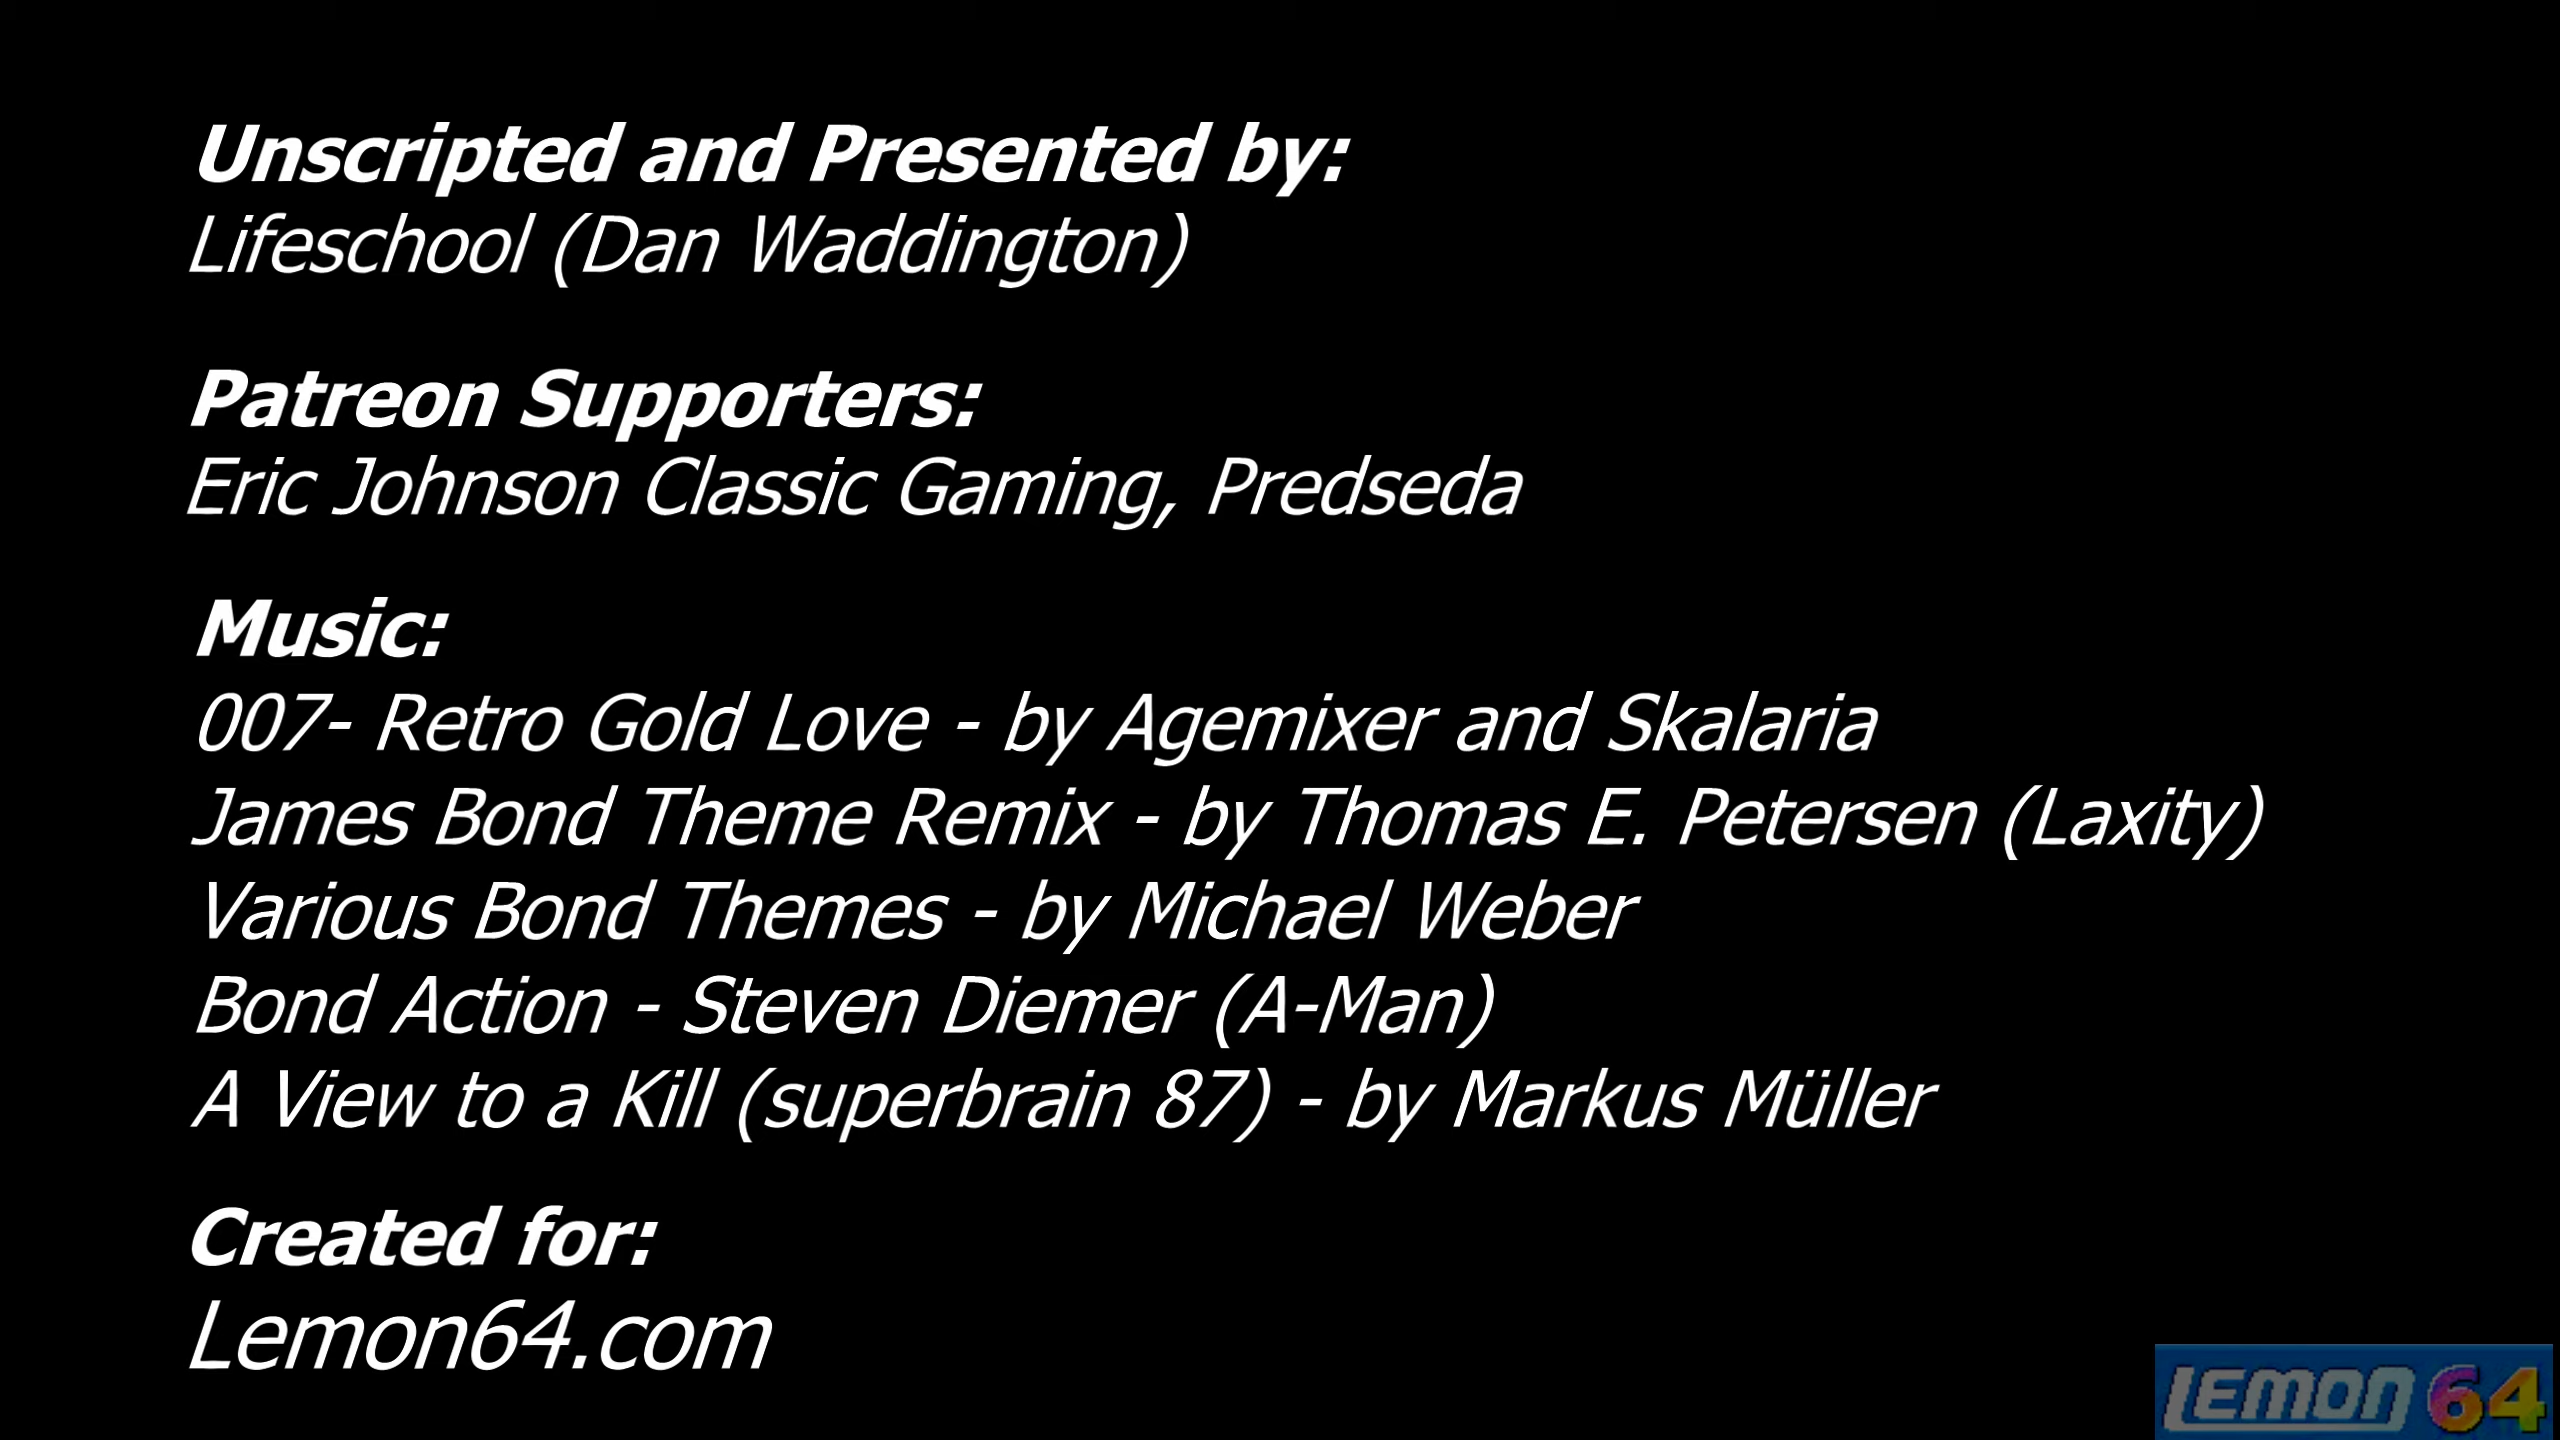 Unscripted and Presented by:
Lifeschool (Dan Waddington)
Patreon Supporters:
Eric Johnson Classic Gaming, Predseda
Music:
007- Retro Gold Love - by Agemixer and Skalaria
James Bond Theme Remix - by Thomas E. Petersen (Laxity)
Various Bond Themes - by Michael Weber
Bond Action - Steven Diemer (A-Man)
A View to a Kill (superbrain 87) - by Markus Müller
Created for:
Lemon64.com
LEMON 64